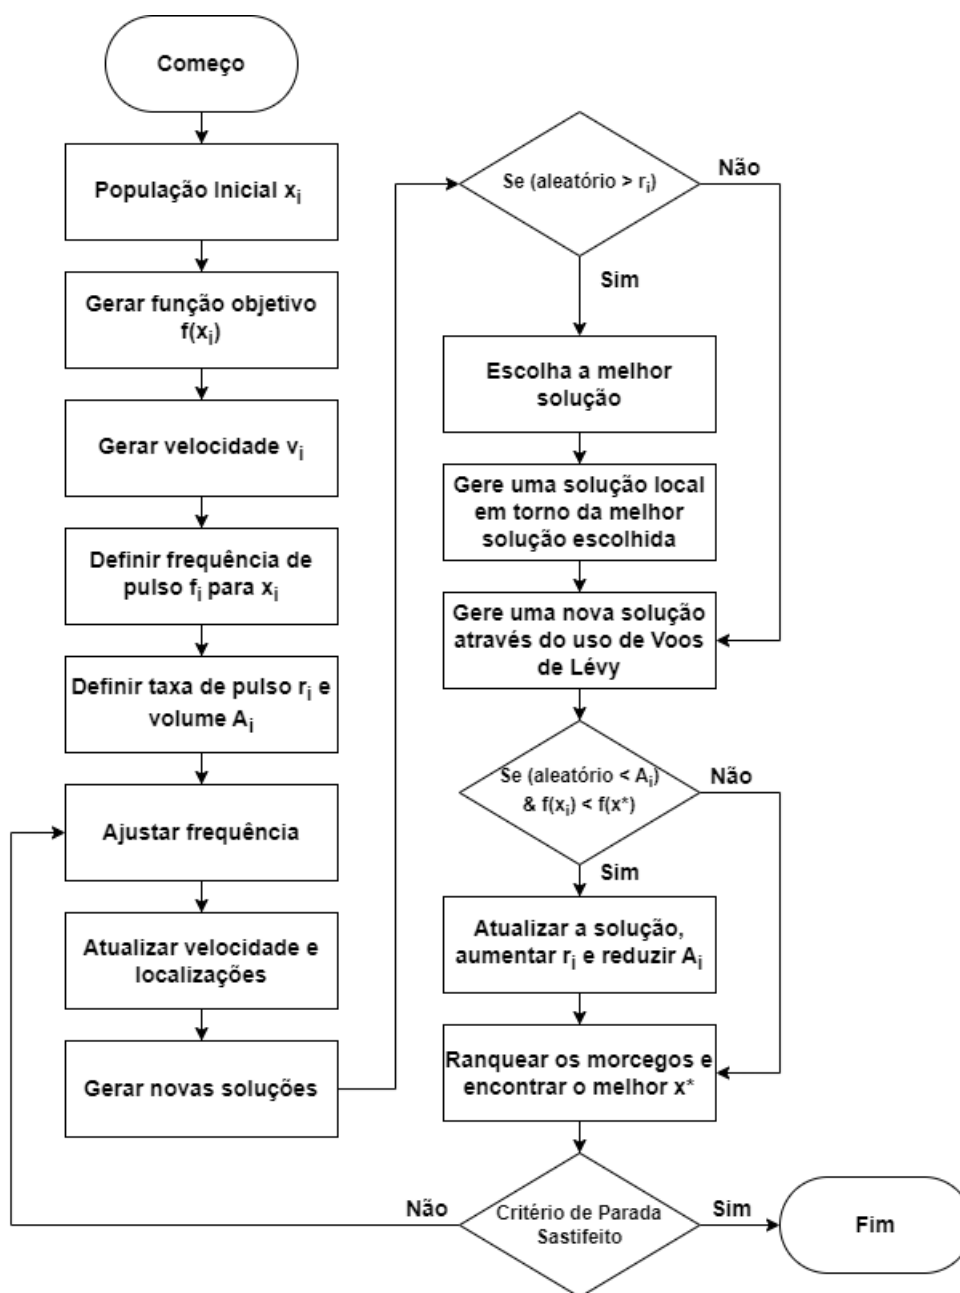 Começo
População Inicial xi
Gerar função objetivo
f(xi)
Gerar velocidade vi
Definir frequência de
pulso fi para xi
Definir taxa de pulso ri e
volume Ai
Ajustar frequência
Atualizar velocidade e
localizações
Gerar novas soluções
Se (aleatório > ri)
Não
Sim
Escolha a melhor
solução
Gere uma solução local
em torno da melhor
solução escolhida
Gere uma nova solução
através do uso de Voos
de Lévy
Se (aleatório < Ai)
& f(xi) < f(x*)
Não
Sim
Atualizar a solução,
aumentar ri e reduzir Ai
Ranquear os morcegos e
encontrar o melhor x*
Critério de Parada
Sastifeito
Não
Sim
Fim